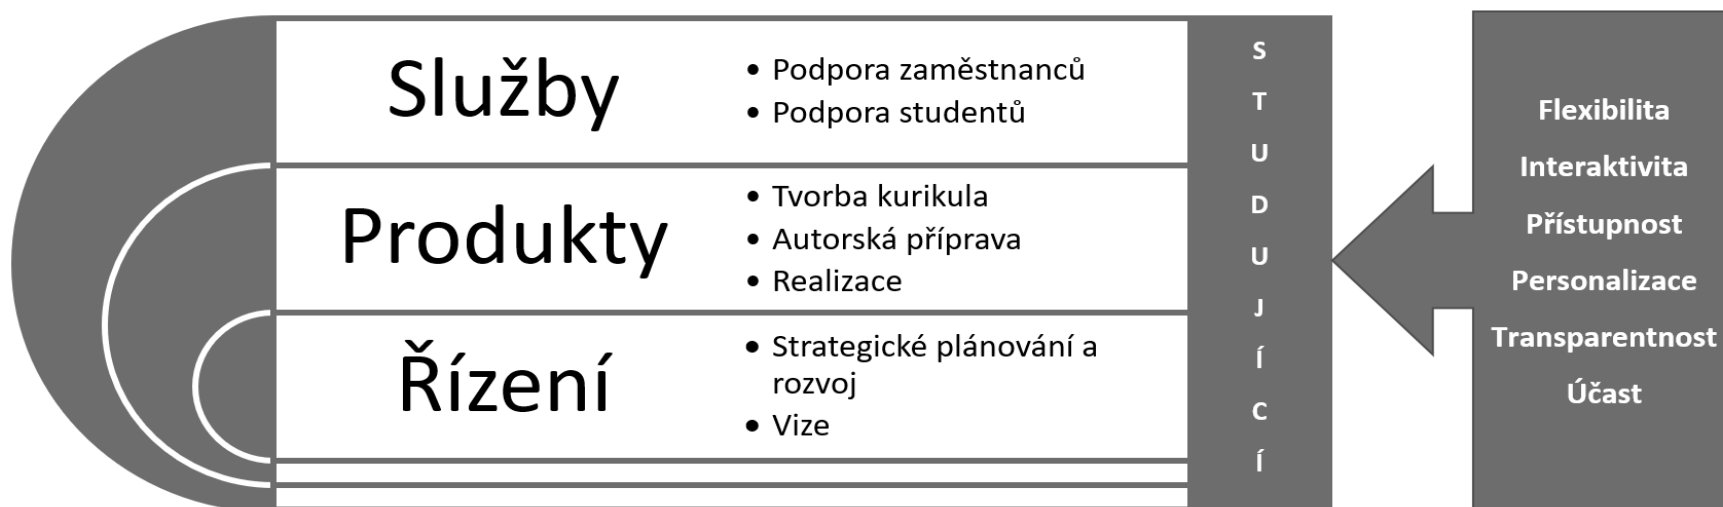 Služby
• Podpora zaměstnanců
• Podpora studentů
Produkty
• Tvorba kurikula
• Autorská příprava
• Realizace
Řízení
• Strategické plánování a
rozvoj
• Vize
S
T
U
D
U
J
Í
C
Í
Flexibilita
Interaktivita
Přístupnost
Personalizace
Transparentnost
Účast